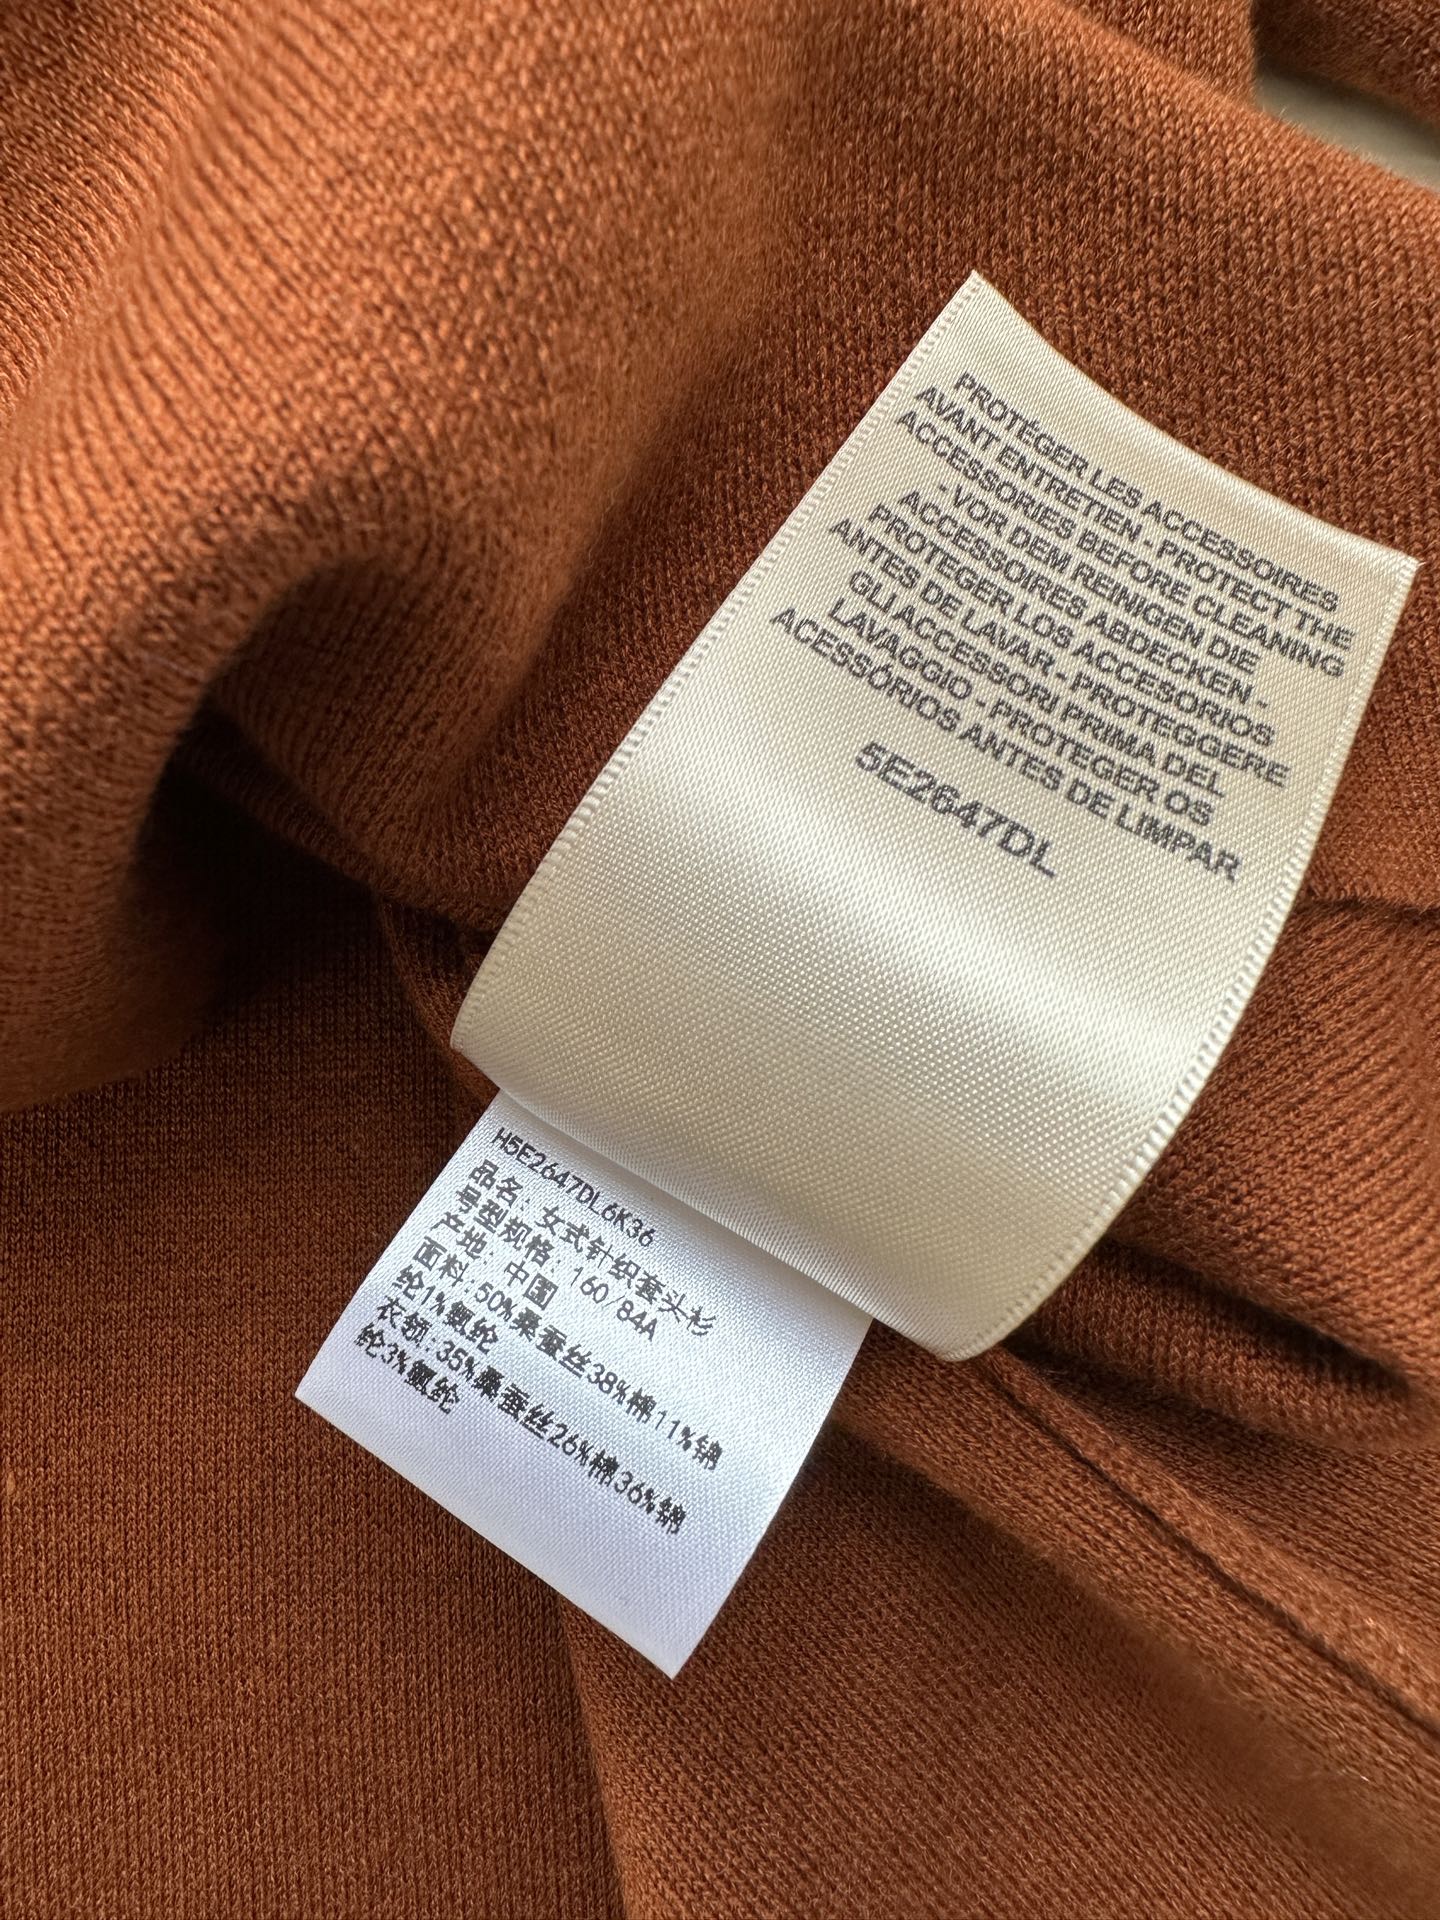 PROTÉGER LES ACCESSOIRES
AVANT ENTRETIEN - PROTECT THE
ACCESSORIES BEFORE CLEANING
- VOR DEM REINIGEN DIE
ACCESSOIRES ABDECKEN -
PROTEGER LOS ACCESORIOS
ANTES DE LAVAR - PROTEGGERE
GLI ACCESSORI PRIMA DEL
LAVAGGIO - PROTEGER OS
ACESSÓRIOS ANTES DE LIMPAR
5E2647DL
H5E2647DL6K36
品名: 女式针织套头衫
号型规格: 160/84A
产地: 中国
面料:50%桑蚕丝38%棉11%锦
纶1%氨纶
衣领:35%桑蚕丝26%棉36%锦
纶3%氨纶